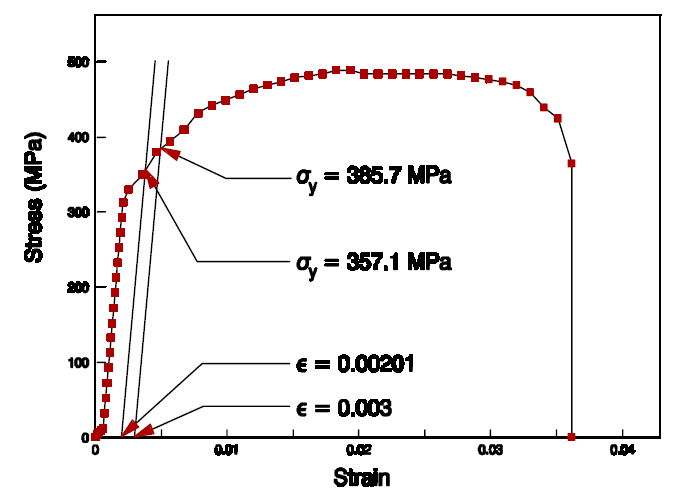 500
400
300
200
100
0
Stress (MPa)
σy = 385.7 MPa
σy = 357.1 MPa
ϵ = 0.00201
ϵ = 0.003
0 0.01 0.02 0.03 0.04
Strain